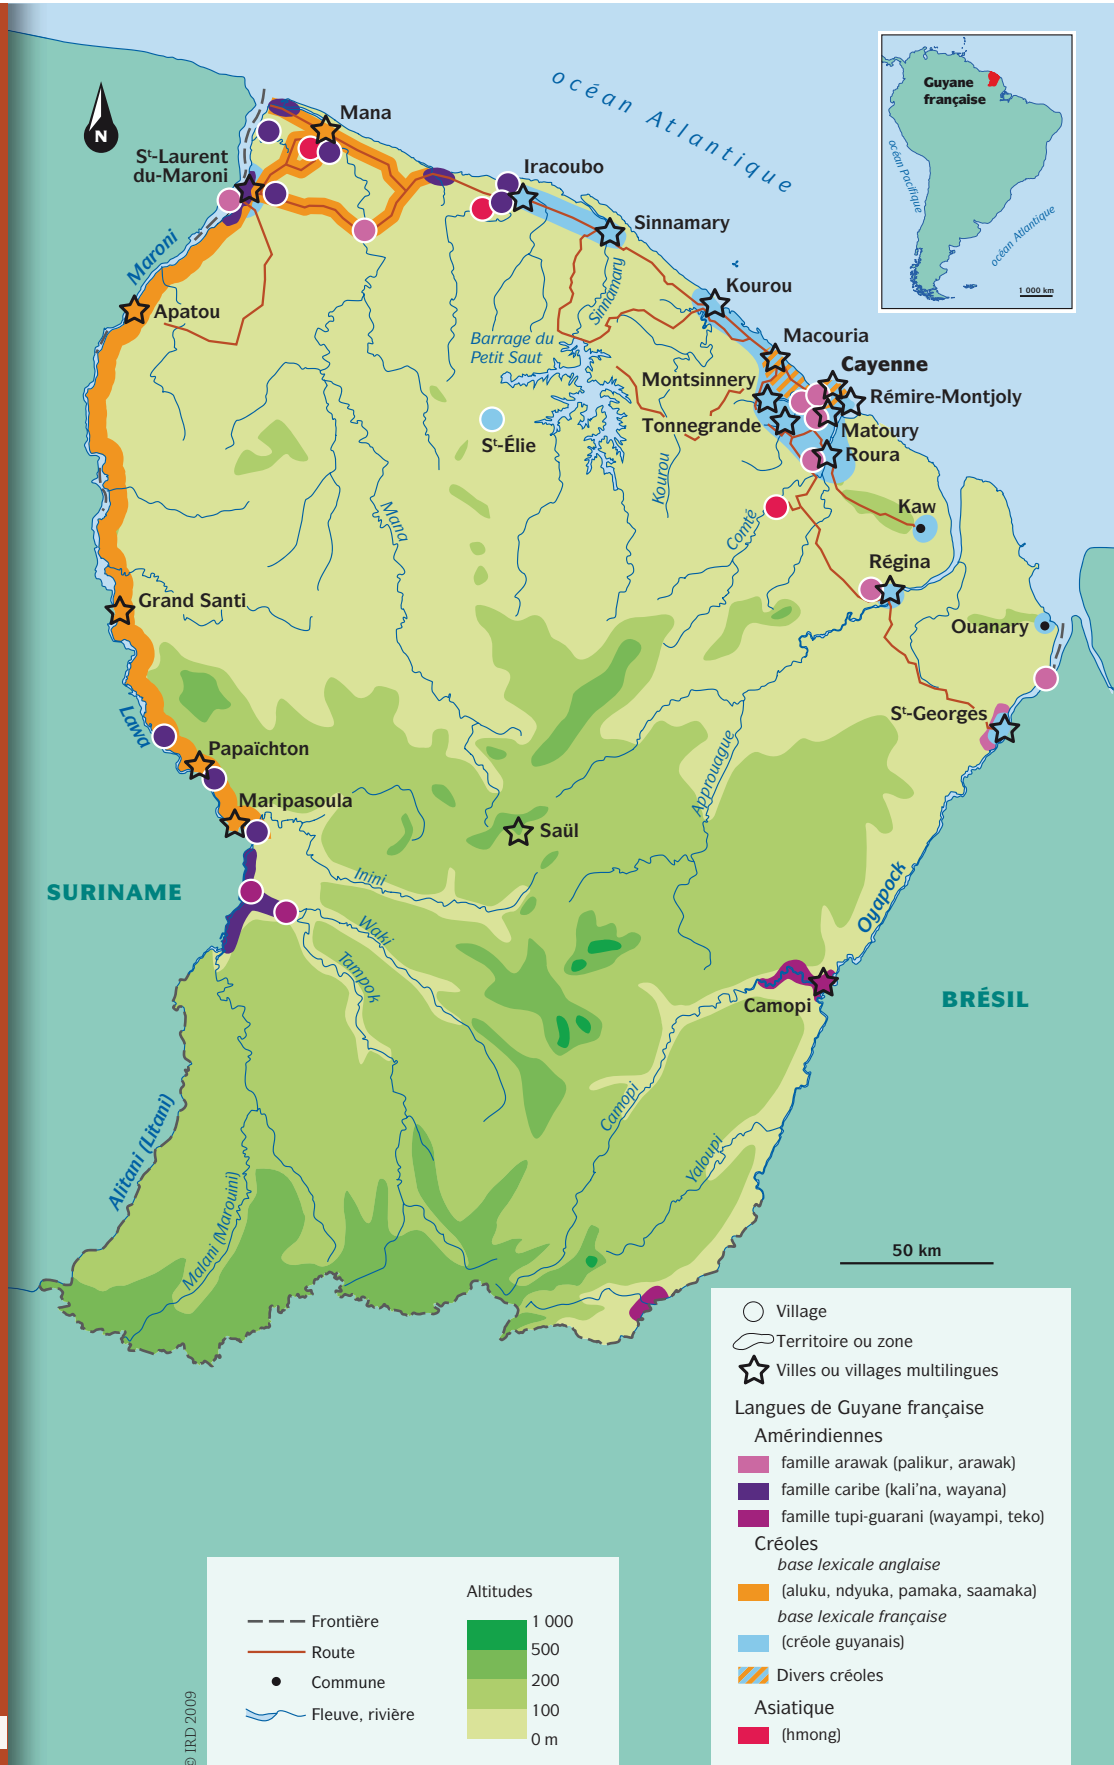 océan Atlantique
Guyane
française
océan Pacifique
océan Atlantique
1 000 km
N
Mana
St-Laurent
du-Maroni
Iracoubo
Sinnamary
Maroni
Apatou
Sinnamary
Kourou
Barrage du
Petit Saut
Macouria
Cayenne
Montsinnery
Rémire-Montjoly
Tonnegrande
Matoury
St-Élie
Roura
Kourou
Mana
Comté
Kaw
Régina
Grand Santi
Ouanary
Lawa
St-Georges
Papaïchton
Approuague
Maripasoula
Saül
Inini
SURINAME
Oyapock
Waki
Tampok
Camopi
BRÉSIL
Camopi
Alitani (Litani)
Yaloupi
Malani (Marouini)
50 km
Village
Territoire ou zone
Villes ou villages multilingues
Langues de Guyane française
Amérindiennes
famille arawak (palikur, arawak)
famille caribe (kali’na, wayana)
famille tupi-guarani (wayampi, teko)
Créoles
base lexicale anglaise
(aluku, ndyuka, pamaka, saamaka)
base lexicale française
(créole guyanais)
Divers créoles
Asiatique
(hmong)
Frontière
Route
Commune
Fleuve, rivière
Altitudes
1 000
500
200
100
0 m
© IRD 2009